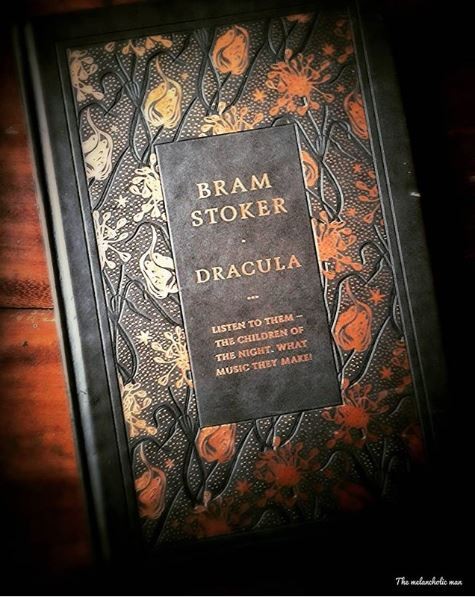 BRAM
STOKER
·
DRACULA
...
LISTEN TO THEM –
THE CHILDREN OF
THE NIGHT. WHAT
MUSIC THEY MAKE!
The melancholic man